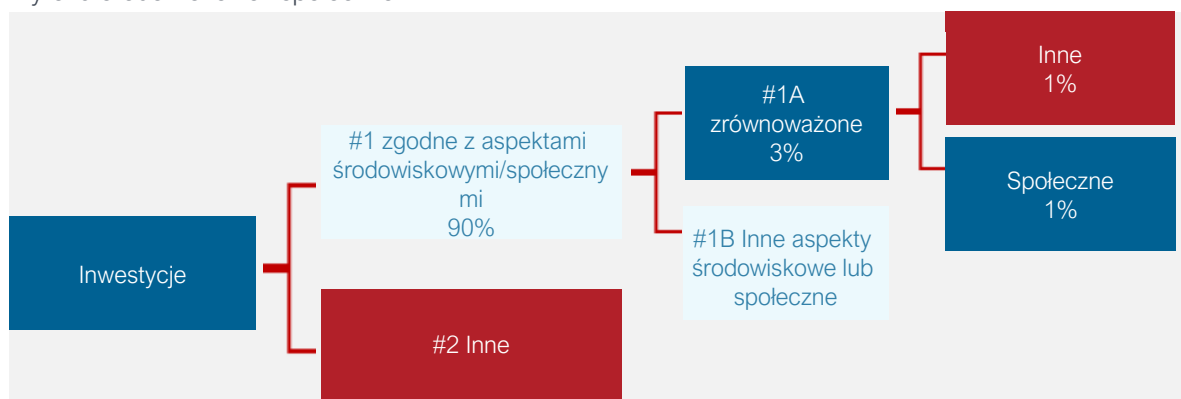 Inwestycje
#1 zgodne z aspektami
środowiskowymi/społeczny
mi
90%
#2 Inne
#1A
zrównoważone
3%
#1B Inne aspekty
środowiskowe lub
społeczne
Inne
1%
Społeczne
1%